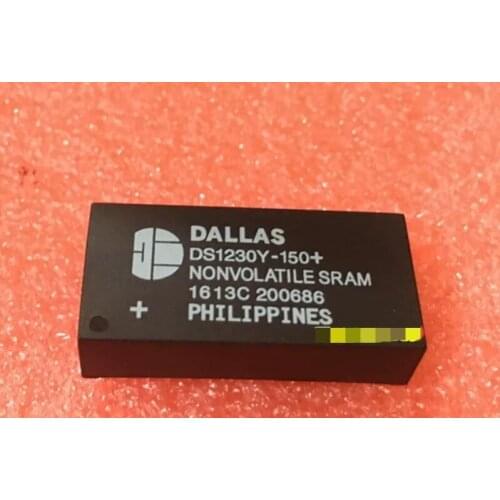 DALLAS
DS1230Y-150+
NONVOLATILE SRAM
1613C 200686
+ PHILIPPINES